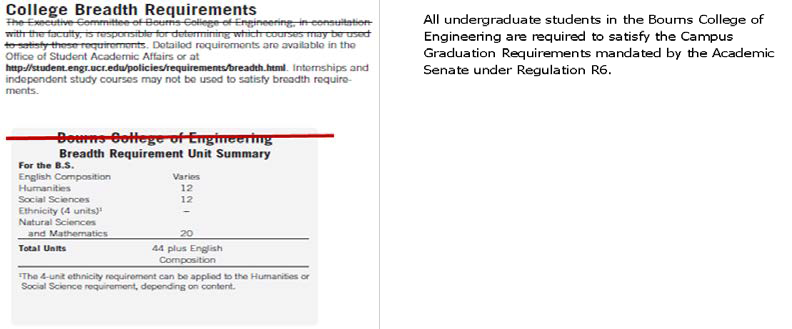 College Breadth Requirements
The Executive Committee of Bourns College of Engineering, in consultation
with the faculty, is responsible for determining which courses may be used
to satisfy these requirements. Detailed requirements are available in the
Office of Student Academic Affairs or at
http://student.engr.ucr.edu/policies/requirements/breadth.html. Internships and
independent study courses may not be used to satisfy breadth require-
ments.
Bourns College of Engineering
Breadth Requirement Unit Summary
For the B.S.
English Composition Varies
Humanities 12
Social Sciences 12
Ethnicity (4 units)¹ –
Natural Sciences
and Mathematics 20
Total Units 44 plus English
Composition
¹The 4-unit ethnicity requirement can be applied to the Humanities or
Social Science requirement, depending on content.
All undergraduate students in the Bourns College of
Engineering are required to satisfy the Campus
Graduation Requirements mandated by the Academic
Senate under Regulation R6.